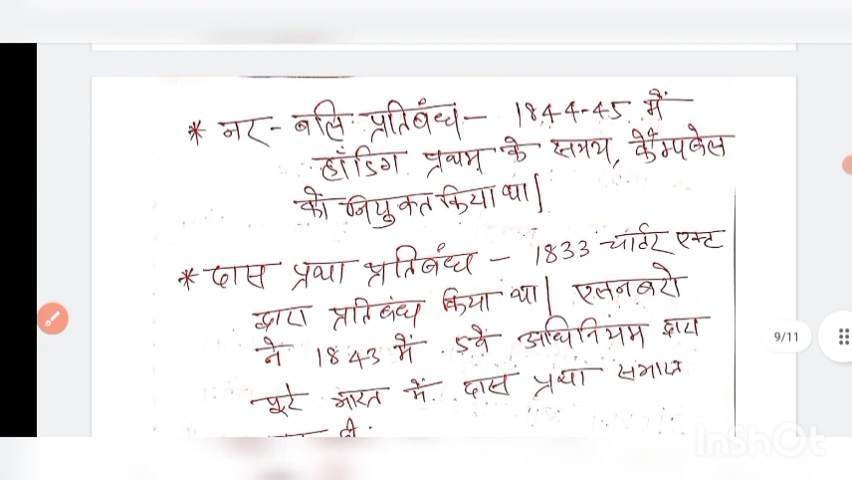 * नर - बलि प्रतिबंध - 1844-45 में
हॉर्डिग प्रथम के समय, कैम्पबेल
को नियुक्त किया था|
* दास प्रथा प्रतिबंध - 1833 चार्टर एक्ट
द्वारा प्रतिबंध किया था| एलनबरो
ने 1843 में 5वे अधिनियम द्वारा
पूरे भारत में दास प्रथा समाप्त
9/11
InShOt